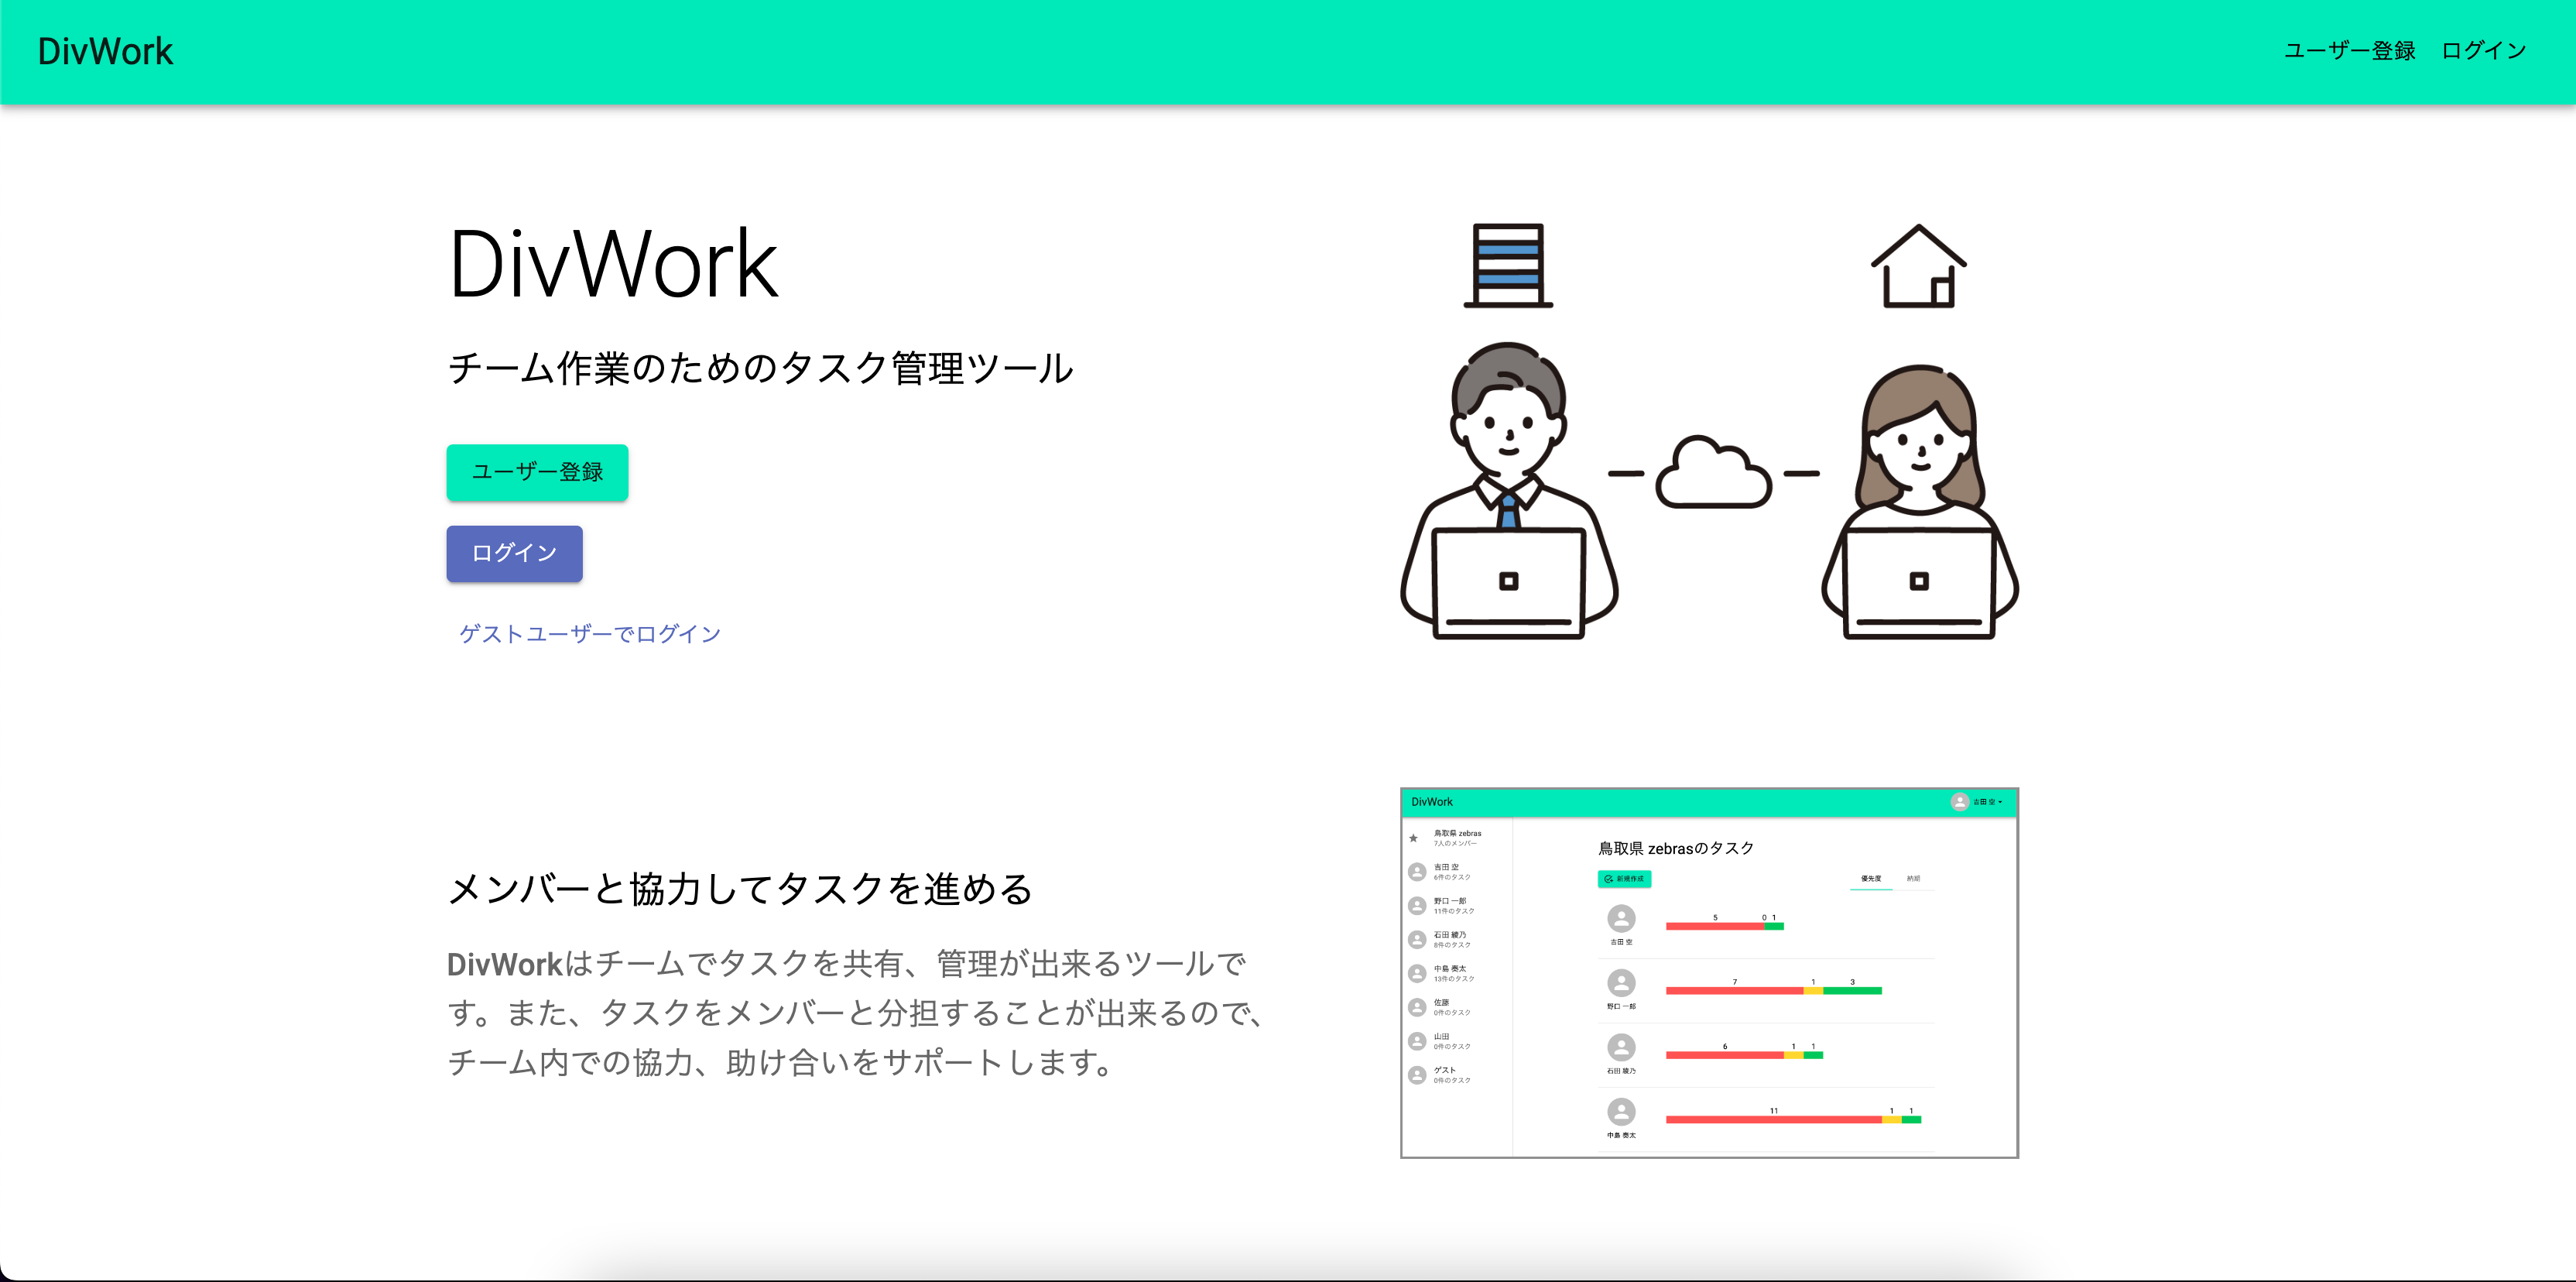 DivWork
ユーザー登録 ログイン
DivWork
チーム作業のためのタスク管理ツール
ユーザー登録
ログイン
ゲストユーザーでログイン
メンバーと協力してタスクを進める
DivWorkはチームでタスクを共有、管理が出来るツールで
す。また、タスクをメンバーと分担することが出来るので、
チーム内での協力、助け合いをサポートします。
DivWork
吉田 空
鳥取県 zebras
7人のメンバー
吉田 空
6件のタスク
野口 一郎
11件のタスク
石田 綾乃
8件のタスク
中島 奏太
13件のタスク
佐藤
0件のタスク
山田
0件のタスク
ゲスト
0件のタスク
鳥取県 zebrasのタスク
新規作成
優先度 納期
5 0 1
吉田 空
7 1 3
野口 一郎
6 1 1
石田 綾乃
11 1 1
中島 奏太